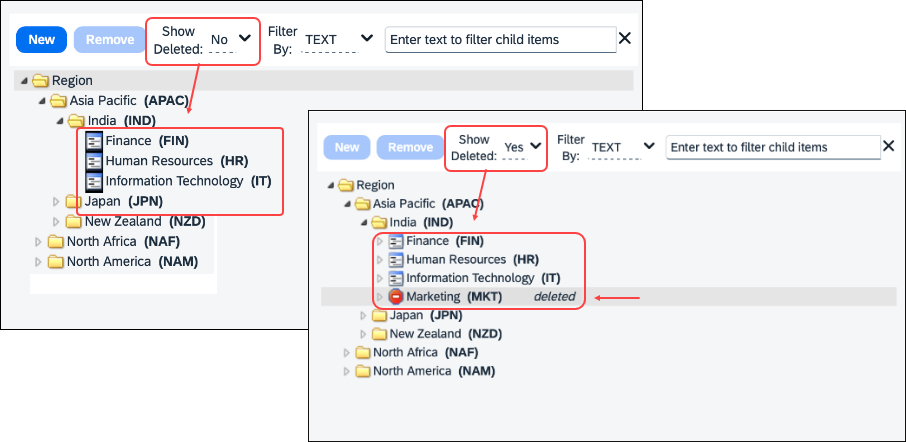 New Remove Show Deleted: No Filter By: TEXT Enter text to filter child items
Region
Asia Pacific (APAC)
India (IND)
Finance (FIN)
Human Resources (HR)
Information Technology (IT)
Japan (JPN)
New Zealand (NZD)
North Africa (NAF)
North America (NAM)
New Remove Show Deleted: Yes Filter By: TEXT Enter text to filter child items
Region
Asia Pacific (APAC)
India (IND)
Finance (FIN)
Human Resources (HR)
Information Technology (IT)
Marketing (MKT) deleted
Japan (JPN)
New Zealand (NZD)
North Africa (NAF)
North America (NAM)